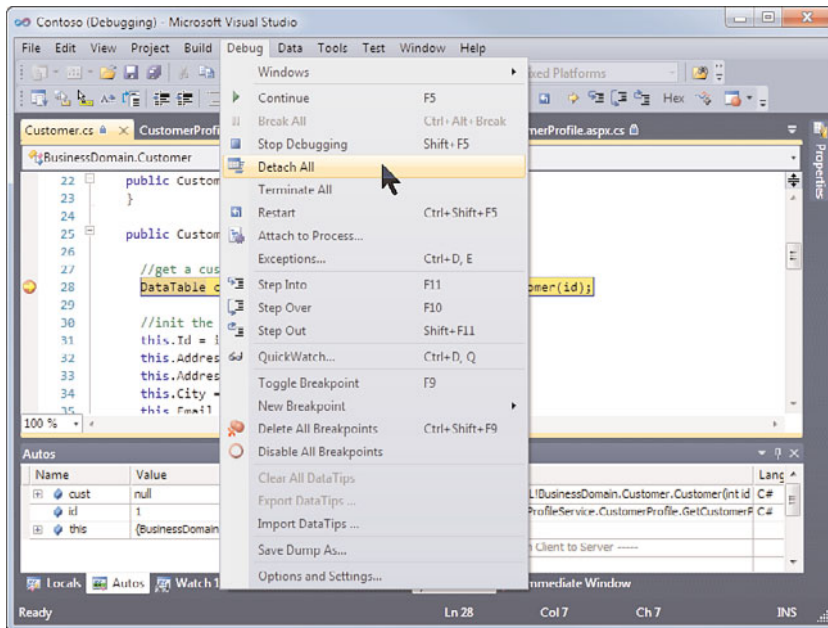 Contoso (Debugging) - Microsoft Visual Studio
File Edit View Project Build Debug Data Tools Test Window Help
Windows
Continue F5
Break All Ctrl+Alt+Break
Stop Debugging Shift+F5
Detach All
Terminate All
Restart Ctrl+Shift+F5
Attach to Process...
Exceptions... Ctrl+D, E
Step Into F11
Step Over F10
Step Out Shift+F11
QuickWatch... Ctrl+D, Q
Toggle Breakpoint F9
New Breakpoint
Delete All Breakpoints Ctrl+Shift+F9
Disable All Breakpoints
Clear All DataTips
Export DataTips ...
Import DataTips ...
Save Dump As...
Options and Settings...
ixed Platforms
Hex
Customer.cs CustomerProfi merProfile.aspx.cs
Properties
BusinessDomain.Customer
22 public Custom
23 }
24
25 public Custom
26
27 //get a cus
28 DataTable c omer(id);
29
30 //init the
31 this.Id = i
32 this.Addres
33 this.Addres
34 this.City =
35 this.Email
100 %
Autos
Name Value Lang
cust null L!BusinessDomain.Customer.Customer(int id C#
id 1 ProfileService.CustomerProfile.GetCustomerP C#
this {BusinessDomain
Client to Server -----
Locals Autos Watch 1 mmediate Window
Ready Ln 28 Col 7 Ch 7 INS